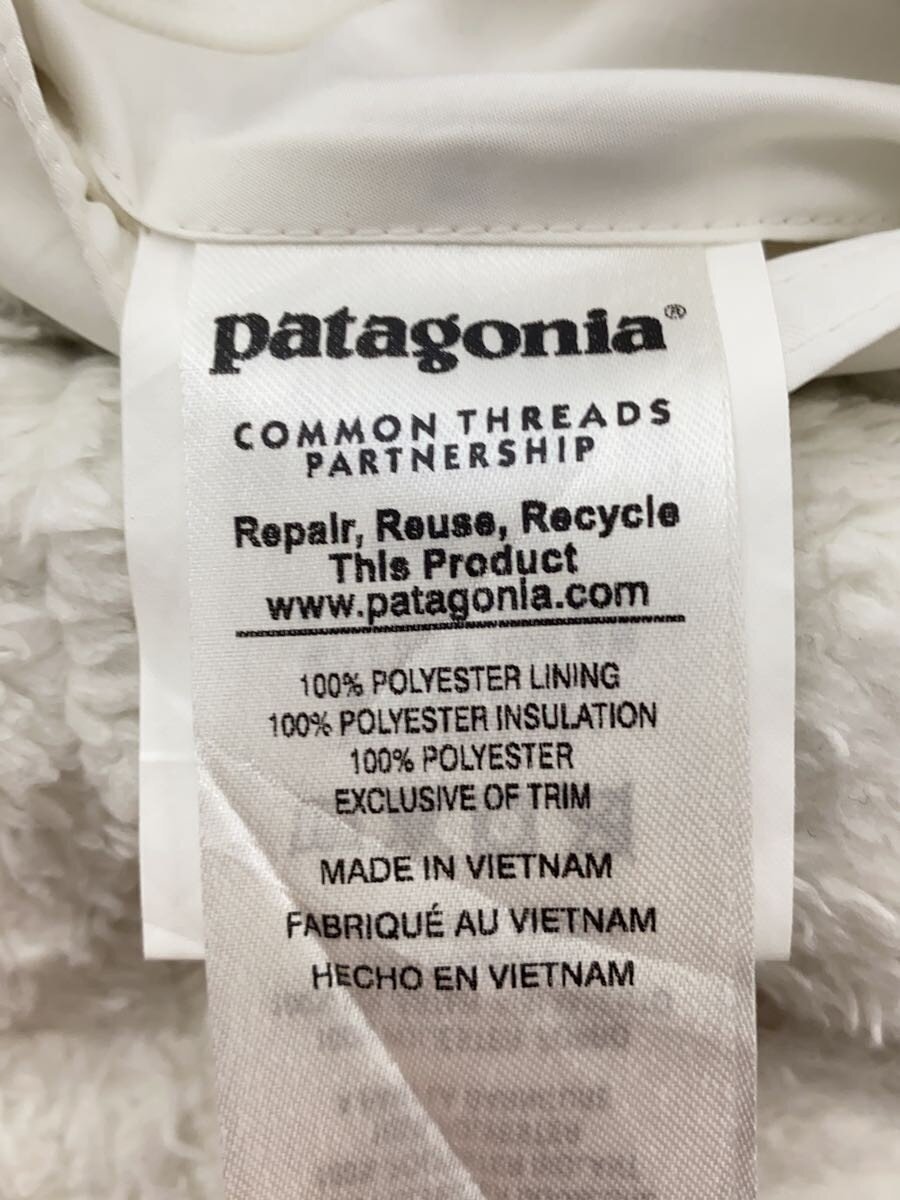 patagonia®
COMMON THREADS
PARTNERSHIP
Repair, Reuse, Recycle
This Product
www.patagonia.com
100% POLYESTER LINING
100% POLYESTER INSULATION
100% POLYESTER
EXCLUSIVE OF TRIM
MADE IN VIETNAM
FABRIQUÉ AU VIETNAM
HECHO EN VIETNAM